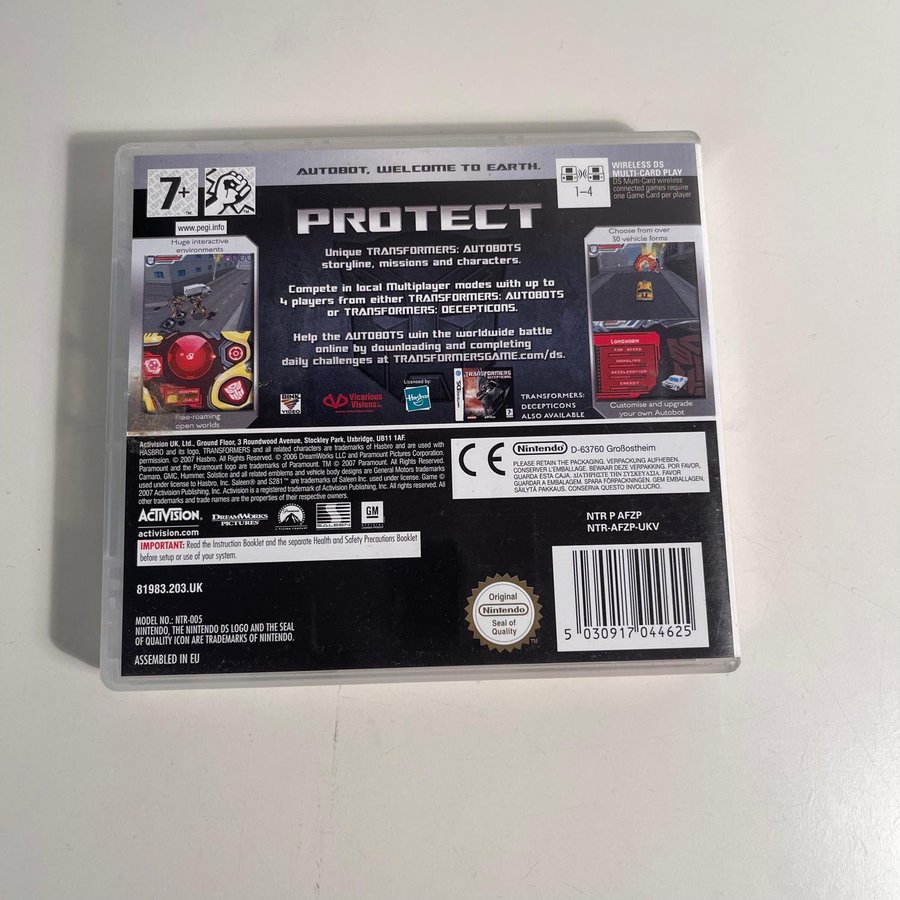 AUTOBOT, WELCOME TO EARTH.
7+
www.pegi.info
1-4
WIRELESS DS
MULTI-CARD PLAY
DS Multi-Card wireless
connected games require
one Game Card per player
PROTECT
Unique TRANSFORMERS: AUTOBOTS
storyline, missions and characters.
Compete in local Multiplayer modes with up to
4 players from either TRANSFORMERS: AUTOBOTS
or TRANSFORMERS: DECEPTICONS.
Help the AUTOBOTS win the worldwide battle
online by downloading and completing
daily challenges at TRANSFORMERSGAME.com/ds.
Huge interactive
environments
Free-roaming
open worlds
Choose from over
30 vehicle forms
LONGHORN
TOP SPEED
HANDLING
ACCELERATION
ENERGY
Customise and upgrade
your own Autobot
BINK
VIDEO
Vicarious
Visions
Licensed by:
Hasbro
TRANSFORMERS
DECEPTICONS
TRANSFORMERS:
DECEPTICONS
ALSO AVAILABLE
Activision UK, Ltd., Ground Floor, 3 Roundwood Avenue, Stockley Park, Uxbridge, UB11 1AF.
HASBRO and its logo, TRANSFORMERS and all related characters are trademarks of Hasbro and are used with
permission. © 2007 Hasbro. All Rights Reserved. © 2006 DreamWorks LLC and Paramount Pictures Corporation.
Paramount and the Paramount logo are trademarks of Paramount. TM © 2007 Paramount. All Rights Reserved.
Camaro, GMC, Hummer, Solstice and all related emblems and vehicle body designs are General Motors trademarks
used under license to Hasbro, Inc. Saleen® and S281™ are trademarks of Saleen Inc. used under license. Game ©
2007 Activision Publishing, Inc. Activision is a registered trademark of Activision Publishing, Inc. All rights reserved. All
other trademarks and trade names are the properties of their respective owners.
ACTIVISION
activision.com
DREAMWORKS
PICTURES
SALEEN
GM
IMPORTANT: Read the Instruction Booklet and the separate Health and Safety Precautions Booklet
before setup or use of your system.
CE
Nintendo D-63760 Großostheim
PLEASE RETAIN THE PACKAGING. VERPACKUNG AUFHEBEN.
CONSERVER L'EMBALLAGE. BEWAAR DEZE VERPAKKING. POR FAVOR,
GUARDA ESTA CAJA. ΔΙΑΤΗΡΗΣΤΕ ΤΗΝ ΣΥΣΚΕΥΑΣΙΑ. FAVOR
GUARDAR A EMBALAGEM. SPARA FÖRPACKNINGEN. GEM EMBALLAGEN.
SÄILYTÄ PAKKAUS. CONSERVA QUESTO INVOLUCRO.
NTR P AFZP
NTR-AFZP-UKV
81983.203.UK
MODEL NO.: NTR-005
NINTENDO, THE NINTENDO DS LOGO AND THE SEAL
OF QUALITY ICON ARE TRADEMARKS OF NINTENDO.
ASSEMBLED IN EU
Original
Nintendo
Seal of
Quality
5 030917 044625